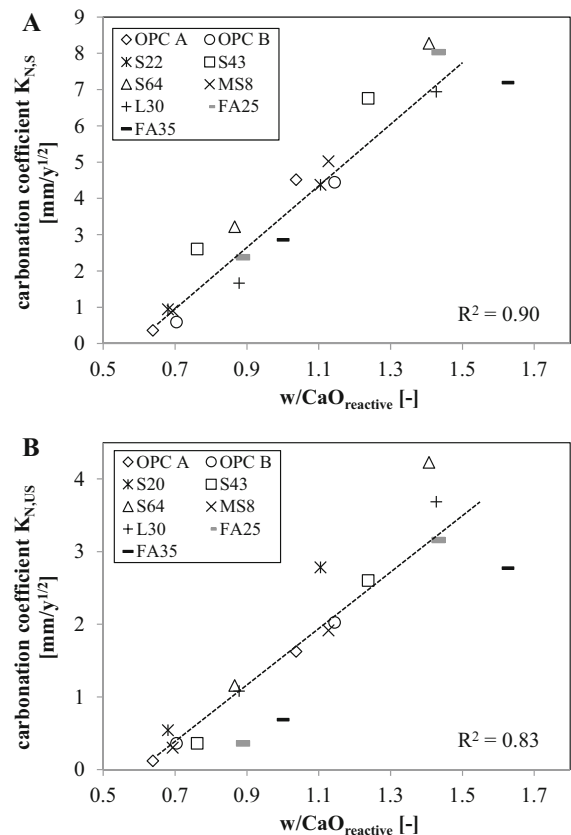 A
carbonation coefficient K_N,S
[mm/y^1/2]
9
8
7
6
5
4
3
2
1
0
OPC A OPC B
S22 S43
S64 MS8
L30 FA25
FA35
R² = 0.90
0.5 0.7 0.9 1.1 1.3 1.5 1.7
w/CaO_reactive [-]
B
carbonation coefficient K_N,US
[mm/y^1/2]
4
3
2
1
0
OPC A OPC B
S20 S43
S64 MS8
L30 FA25
FA35
R² = 0.83
0.5 0.7 0.9 1.1 1.3 1.5 1.7
w/CaO_reactive [-]